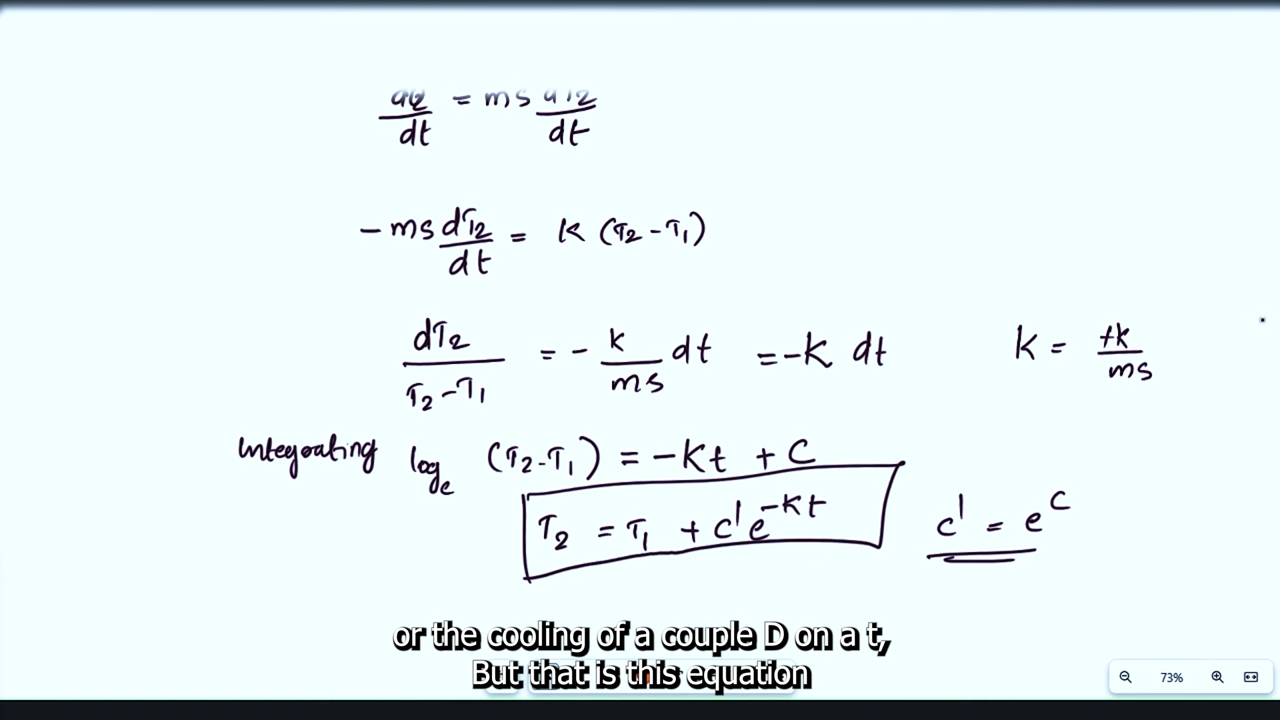 dQ/dt = ms dT2/dt
-ms dT2/dt = k (T2 - T1)
dT2/(T2 - T1) = - k/ms dt = -K dt K = +k/ms
Integrating loge (T2 - T1) = -Kt + C
T2 = T1 + C' e^-Kt C' = e^C
or the cooling of a couple D on a t,
But that is this equation
73%